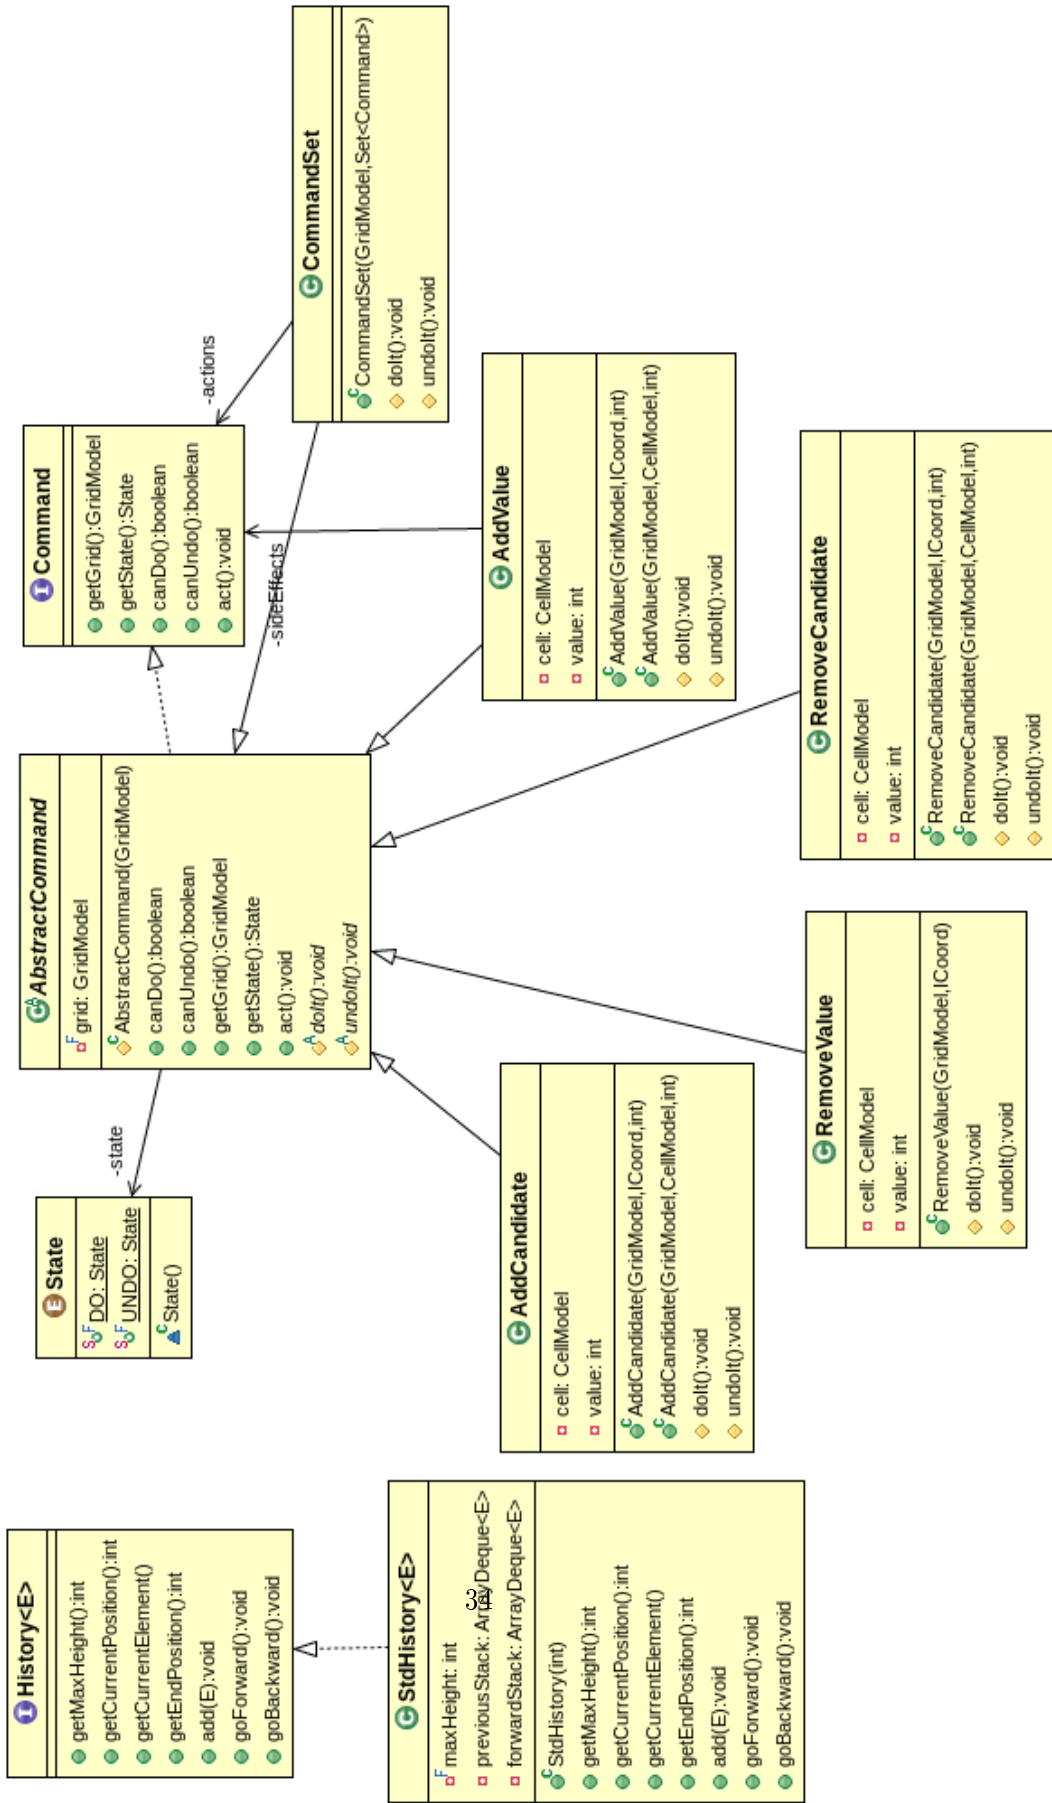 History<E>
getMaxHeight():int
getCurrentPosition():int
getCurrentElement()
getEndPosition():int
add(E):void
goForward():void
goBackward():void
StdHistory<E>
F
maxHeight: int
previousStack: ArrayDeque<E>
forwardStack: ArrayDeque<E>
C
StdHistory(int)
getMaxHeight():int
getCurrentPosition():int
getCurrentElement()
getEndPosition():int
add(E):void
goForward():void
goBackward():void
34
State
S F
DO: State
S F
UNDO: State
C
State()
-state
AbstractCommand
F
grid: GridModel
C
AbstractCommand(GridModel)
canDo():boolean
canUndo():boolean
getGrid():GridModel
getState():State
act():void
A
doIt():void
A
undoIt():void
Command
getGrid():GridModel
getState():State
canDo():boolean
canUndo():boolean
act():void
-actions
-sideEffects
CommandSet
C
CommandSet(GridModel,Set<Command>)
doIt():void
undoIt():void
AddCandidate
cell: CellModel
value: int
C
AddCandidate(GridModel,ICoord,int)
C
AddCandidate(GridModel,CellModel,int)
doIt():void
undoIt():void
AddValue
cell: CellModel
value: int
C
AddValue(GridModel,ICoord,int)
C
AddValue(GridModel,CellModel,int)
doIt():void
undoIt():void
RemoveValue
cell: CellModel
value: int
C
RemoveValue(GridModel,ICoord)
doIt():void
undoIt():void
RemoveCandidate
cell: CellModel
value: int
C
RemoveCandidate(GridModel,ICoord,int)
C
RemoveCandidate(GridModel,CellModel,int)
doIt():void
undoIt():void